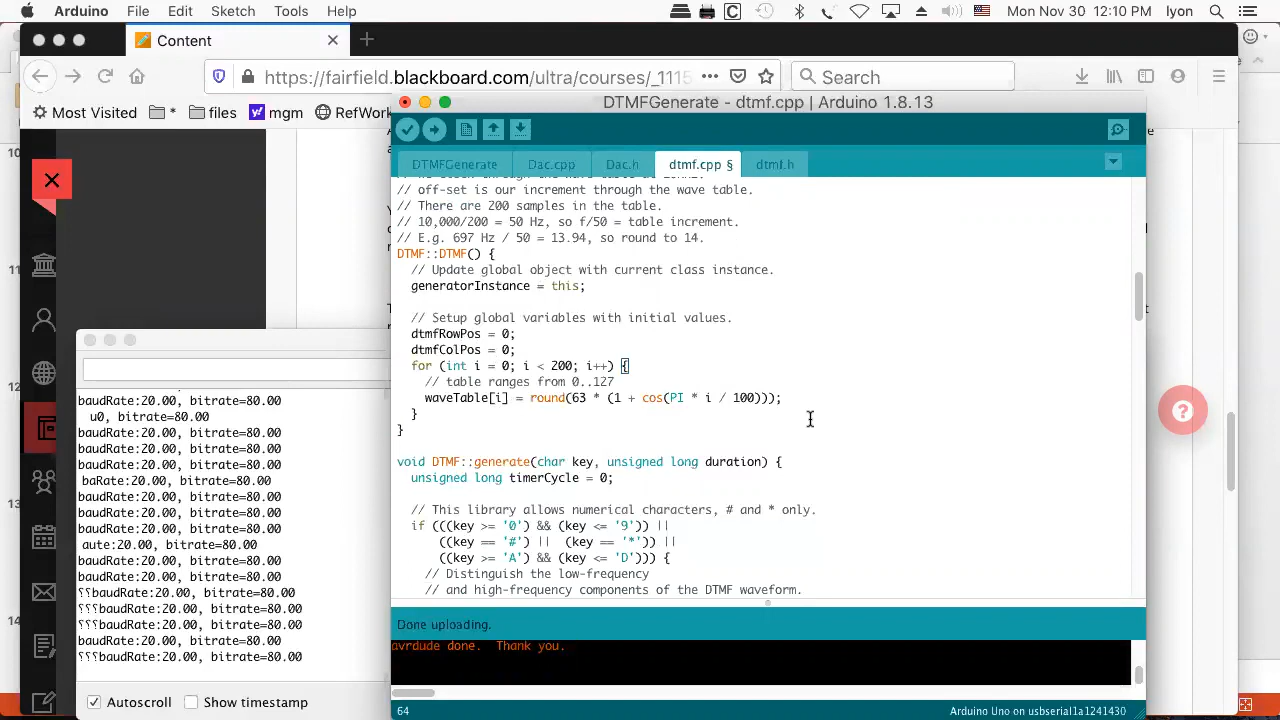 Arduino File Edit Sketch Tools Help Mon Nov 30 12:10 PM lyon
Content
https://fairfield.blackboard.com/ultra/courses/_1115 Search
Most Visited * files mgm RefWor
DTMFGenerate - dtmf.cpp | Arduino 1.8.13
DTMFGenerate Dac.cpp Dac.h dtmf.cpp § dtmf.h
// off-set is our increment through the wave table.
// There are 200 samples in the table.
// 10,000/200 = 50 Hz, so f/50 = table increment.
// E.g. 697 Hz / 50 = 13.94, so round to 14.
DTMF::DTMF() {
// Update global object with current class instance.
generatorInstance = this;
// Setup global variables with initial values.
dtmfRowPos = 0;
dtmfColPos = 0;
for (int i = 0; i < 200; i++) {
// table ranges from 0..127
waveTable[i] = round(63 * (1 + cos(PI * i / 100)));
}
}
void DTMF::generate(char key, unsigned long duration) {
unsigned long timerCycle = 0;
// This library allows numerical characters, # and * only.
if (((key >= '0') && (key <= '9')) ||
((key == '#') || (key == '*')) ||
((key >= 'A') && (key <= 'D'))) {
// Distinguish the low-frequency
// and high-frequency components of the DTMF waveform.
Done uploading.
avrdude done. Thank you.
64 Arduino Uno on usbserial1a1241430
baudRate:20.00, bitrate=80.00
u0, bitrate=80.00
baudRate:20.00, bitrate=80.00
baudRate:20.00, bitrate=80.00
baudRate:20.00, bitrate=80.00
baRate:20.00, bitrate=80.00
baudRate:20.00, bitrate=80.00
baudRate:20.00, bitrate=80.00
baudRate:20.00, bitrate=80.00
aute:20.00, bitrate=80.00
baudRate:20.00, bitrate=80.00
baudRate:20.00, bitrate=80.00
⸮⸮baudRate:20.00, bitrate=80.00
⸮⸮⸮baudRate:20.00, bitrate=80.00
⸮⸮⸮baudRate:20.00, bitrate=80.00
baudRate:20.00, bitrate=80.00
⸮⸮⸮baudRate:20.00, bitrate=80.00
Autoscroll Show timestamp
10
11
12
13
14